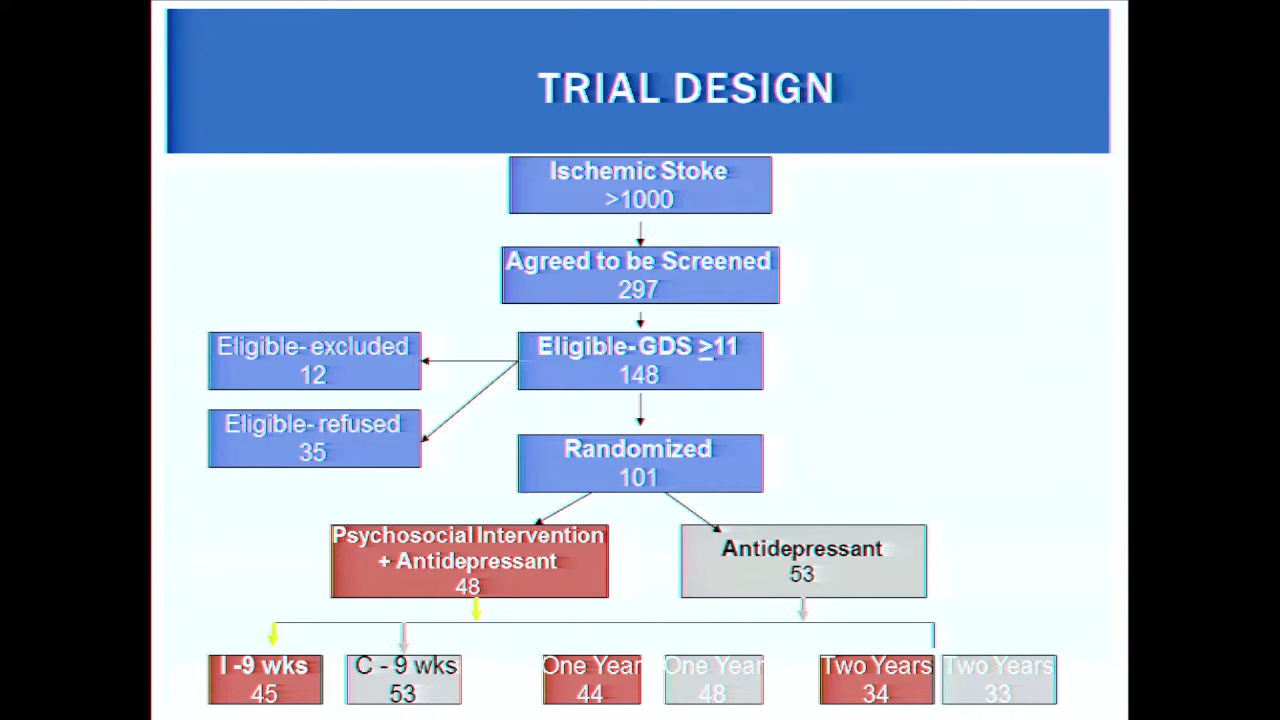 TRIAL DESIGN
Ischemic Stoke
>1000
Agreed to be Screened
297
Eligible-GDS ≥11
148
Eligible- excluded
12
Eligible- refused
35
Randomized
101
Psychosocial Intervention
+ Antidepressant
48
Antidepressant
53
I -9 wks
45
C - 9 wks
53
One Year
44
One Year
48
Two Years
34
Two Years
33